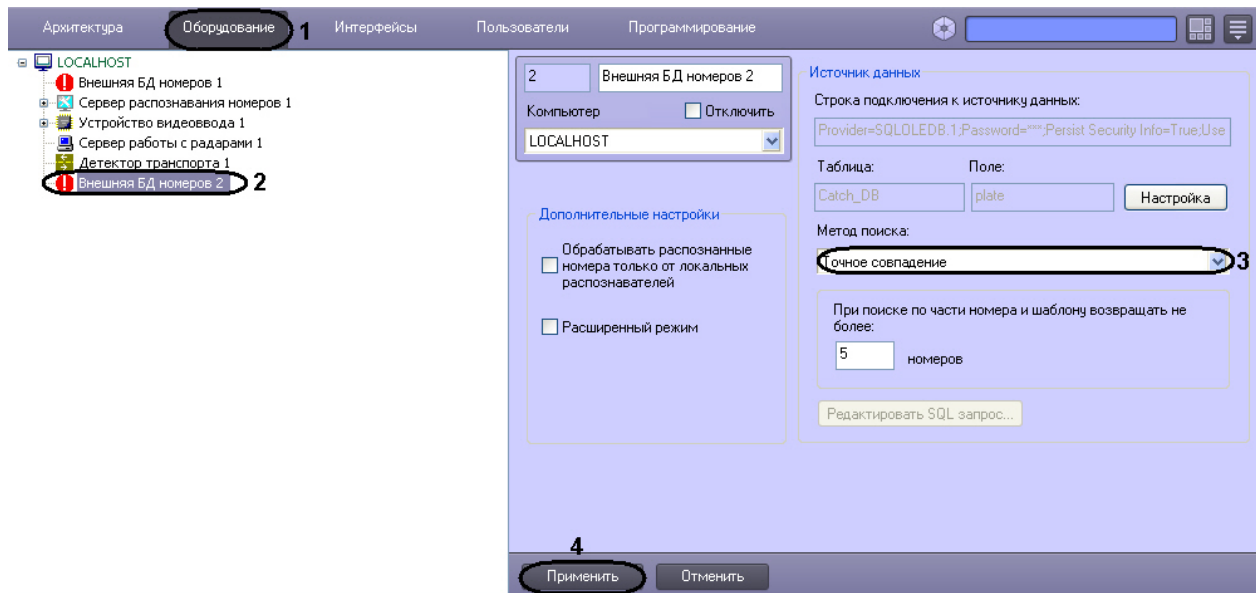 Архитектура Оборудование 1 Интерфейсы Пользователи Программирование
LOCALHOST
Внешняя БД номеров 1
Сервер распознавания номеров 1
Устройство видеоввода 1
Сервер работы с радарами 1
Детектор транспорта 1
Внешняя БД номеров 2 2
2 Внешняя БД номеров 2
Компьютер Отключить
LOCALHOST
Дополнительные настройки
Обрабатывать распознанные
номера только от локальных
распознавателей
Расширенный режим
Источник данных
Строка подключения к источнику данных:
Provider=SQLOLEDB.1;Password=***;Persist Security Info=True;Use
Таблица: Поле:
Catch_DB plate Настройка
Метод поиска:
Точное совпадение 3
При поиске по части номера и шаблону возвращать не
более:
5 номеров
Редактировать SQL запрос...
4
Применить Отменить